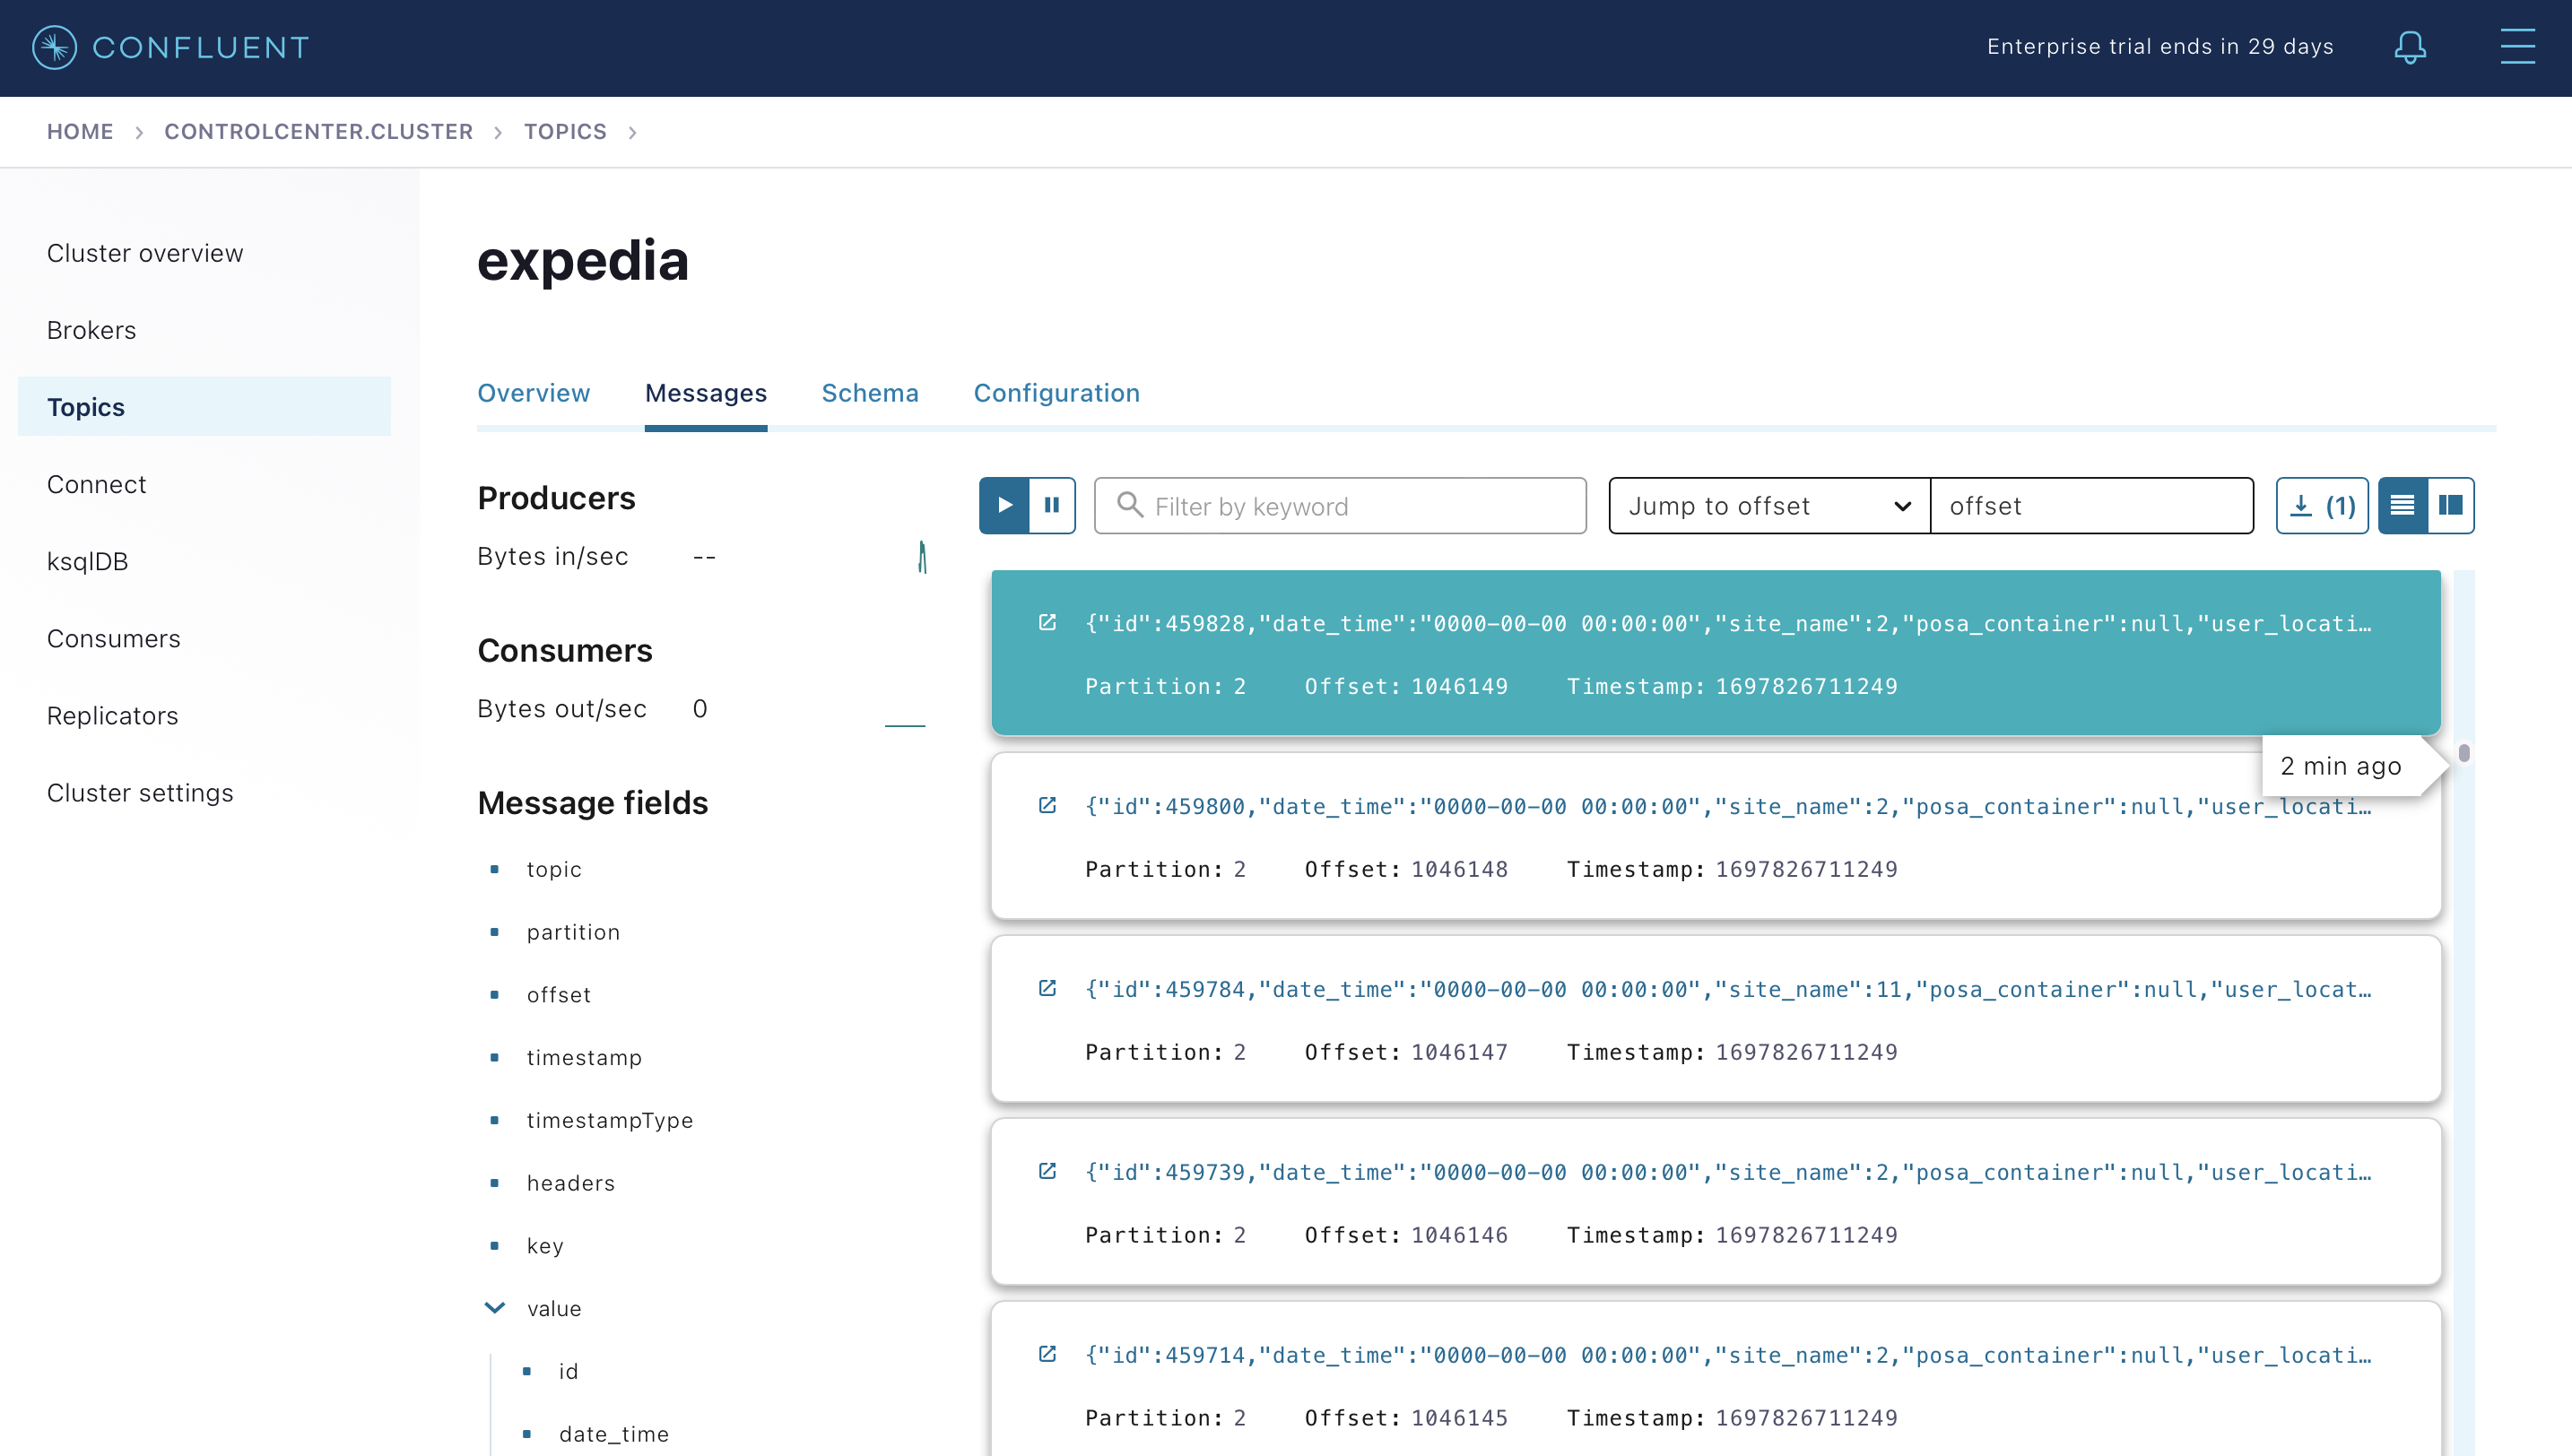 CONFLUENT
Enterprise trial ends in 29 days
HOME > CONTROLCENTER.CLUSTER > TOPICS >
Cluster overview
Brokers
Topics
Connect
ksqlDB
Consumers
Replicators
Cluster settings
expedia
Overview Messages Schema Configuration
Producers
Bytes in/sec --
Consumers
Bytes out/sec 0
Message fields
topic
partition
offset
timestamp
timestampType
headers
key
value
id
date_time
Filter by keyword
Jump to offset
offset
(1)
{"id":459828,"date_time":"0000-00-00 00:00:00","site_name":2,"posa_container":null,"user_locati…
Partition: 2 Offset: 1046149 Timestamp: 1697826711249
2 min ago
{"id":459800,"date_time":"0000-00-00 00:00:00","site_name":2,"posa_container":null,"user_locati…
Partition: 2 Offset: 1046148 Timestamp: 1697826711249
{"id":459784,"date_time":"0000-00-00 00:00:00","site_name":11,"posa_container":null,"user_locat…
Partition: 2 Offset: 1046147 Timestamp: 1697826711249
{"id":459739,"date_time":"0000-00-00 00:00:00","site_name":2,"posa_container":null,"user_locati…
Partition: 2 Offset: 1046146 Timestamp: 1697826711249
{"id":459714,"date_time":"0000-00-00 00:00:00","site_name":2,"posa_container":null,"user_locati…
Partition: 2 Offset: 1046145 Timestamp: 1697826711249